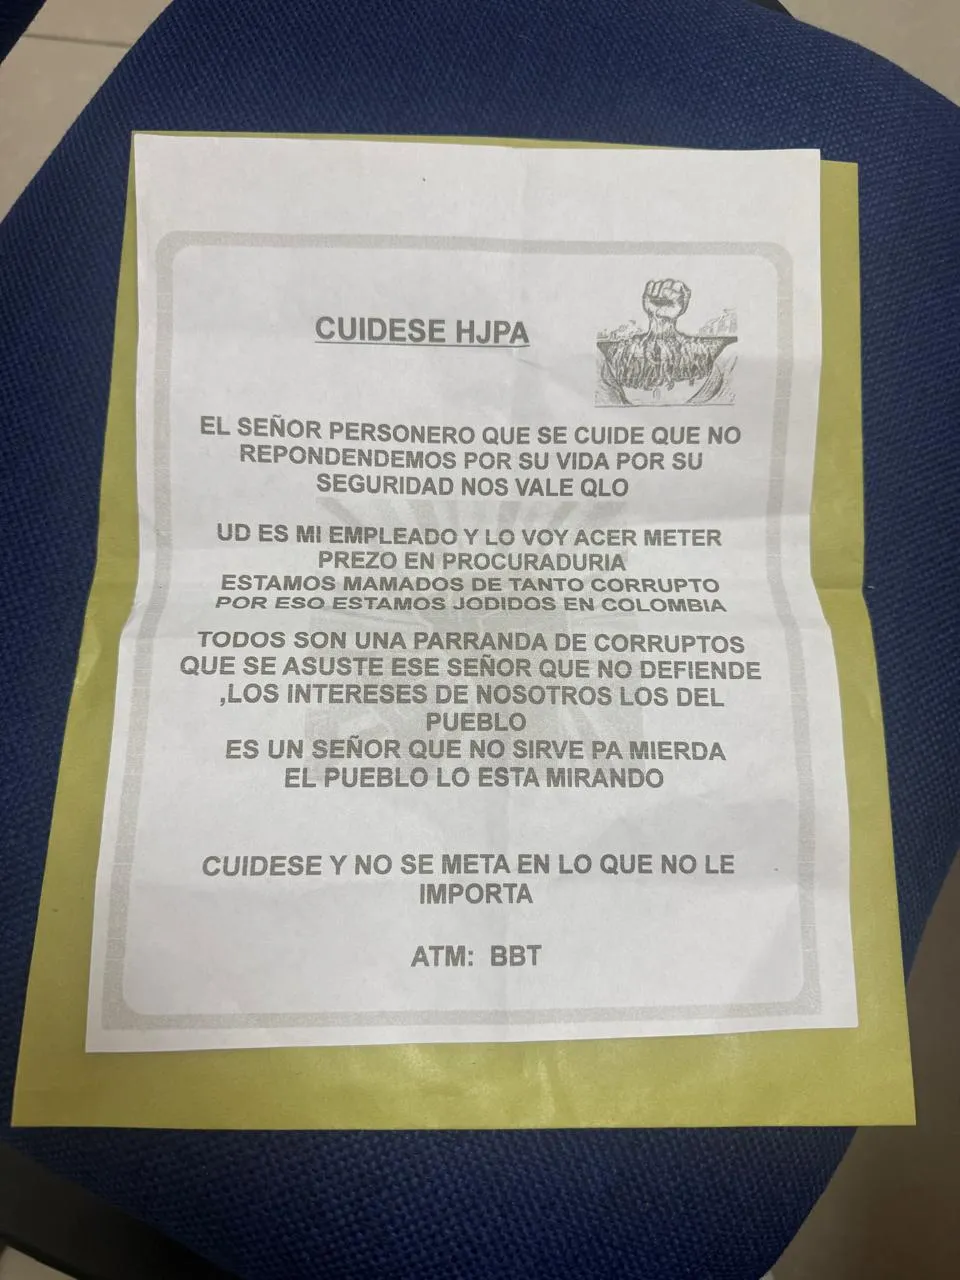 CUIDESE HJPA
EL SEÑOR PERSONERO QUE SE CUIDE QUE NO
REPONDENDEMOS POR SU VIDA POR SU
SEGURIDAD NOS VALE QLO
UD ES MI EMPLEADO Y LO VOY ACER METER
PREZO EN PROCURADURIA
ESTAMOS MAMADOS DE TANTO CORRUPTO
POR ESO ESTAMOS JODIDOS EN COLOMBIA
TODOS SON UNA PARRANDA DE CORRUPTOS
QUE SE ASUSTE ESE SEÑOR QUE NO DEFIENDE
,LOS INTERESES DE NOSOTROS LOS DEL
PUEBLO
ES UN SEÑOR QUE NO SIRVE PA MIERDA
EL PUEBLO LO ESTA MIRANDO
CUIDESE Y NO SE META EN LO QUE NO LE
IMPORTA
ATM: BBT